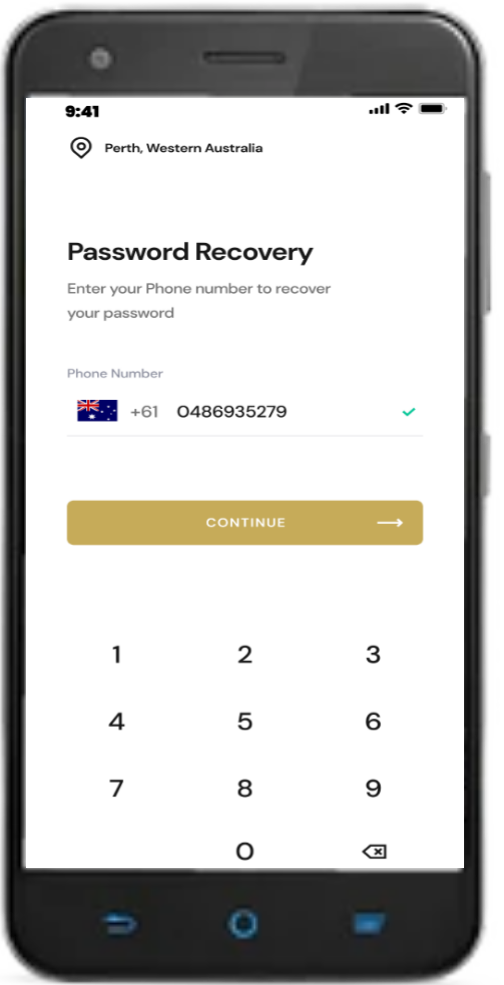 9:41
Perth, Western Australia
Password Recovery
Enter your Phone number to recover
your password
Phone Number
+61 0486935279
CONTINUE
1 2 3
4 5 6
7 8 9
0